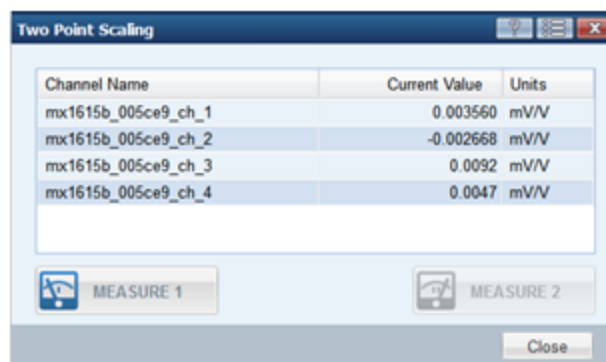 Two Point Scaling
?
Channel Name Current Value Units
mx1615b_005ce9_ch_1 0.003560 mV/V
mx1615b_005ce9_ch_2 -0.002668 mV/V
mx1615b_005ce9_ch_3 0.0092 mV/V
mx1615b_005ce9_ch_4 0.0047 mV/V
MEASURE 1 MEASURE 2
Close